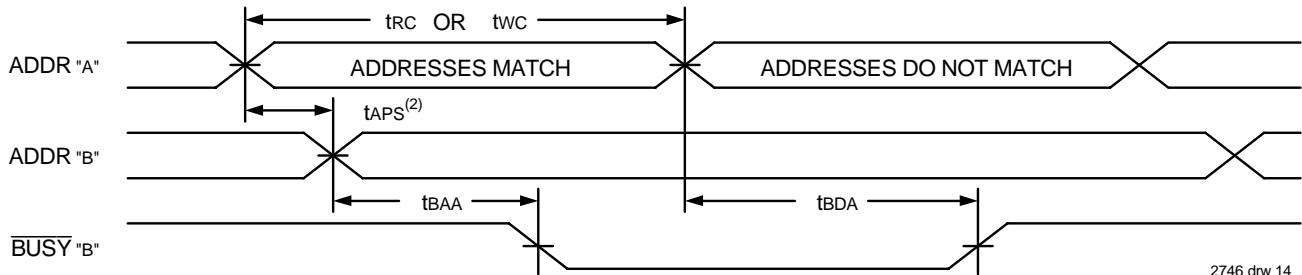 tRC OR tWC
ADDR "A"
ADDRESSES MATCH
ADDRESSES DO NOT MATCH
tAPS(2)
ADDR "B"
tBAA
tBDA
BUSY "B"
2746 drw 14